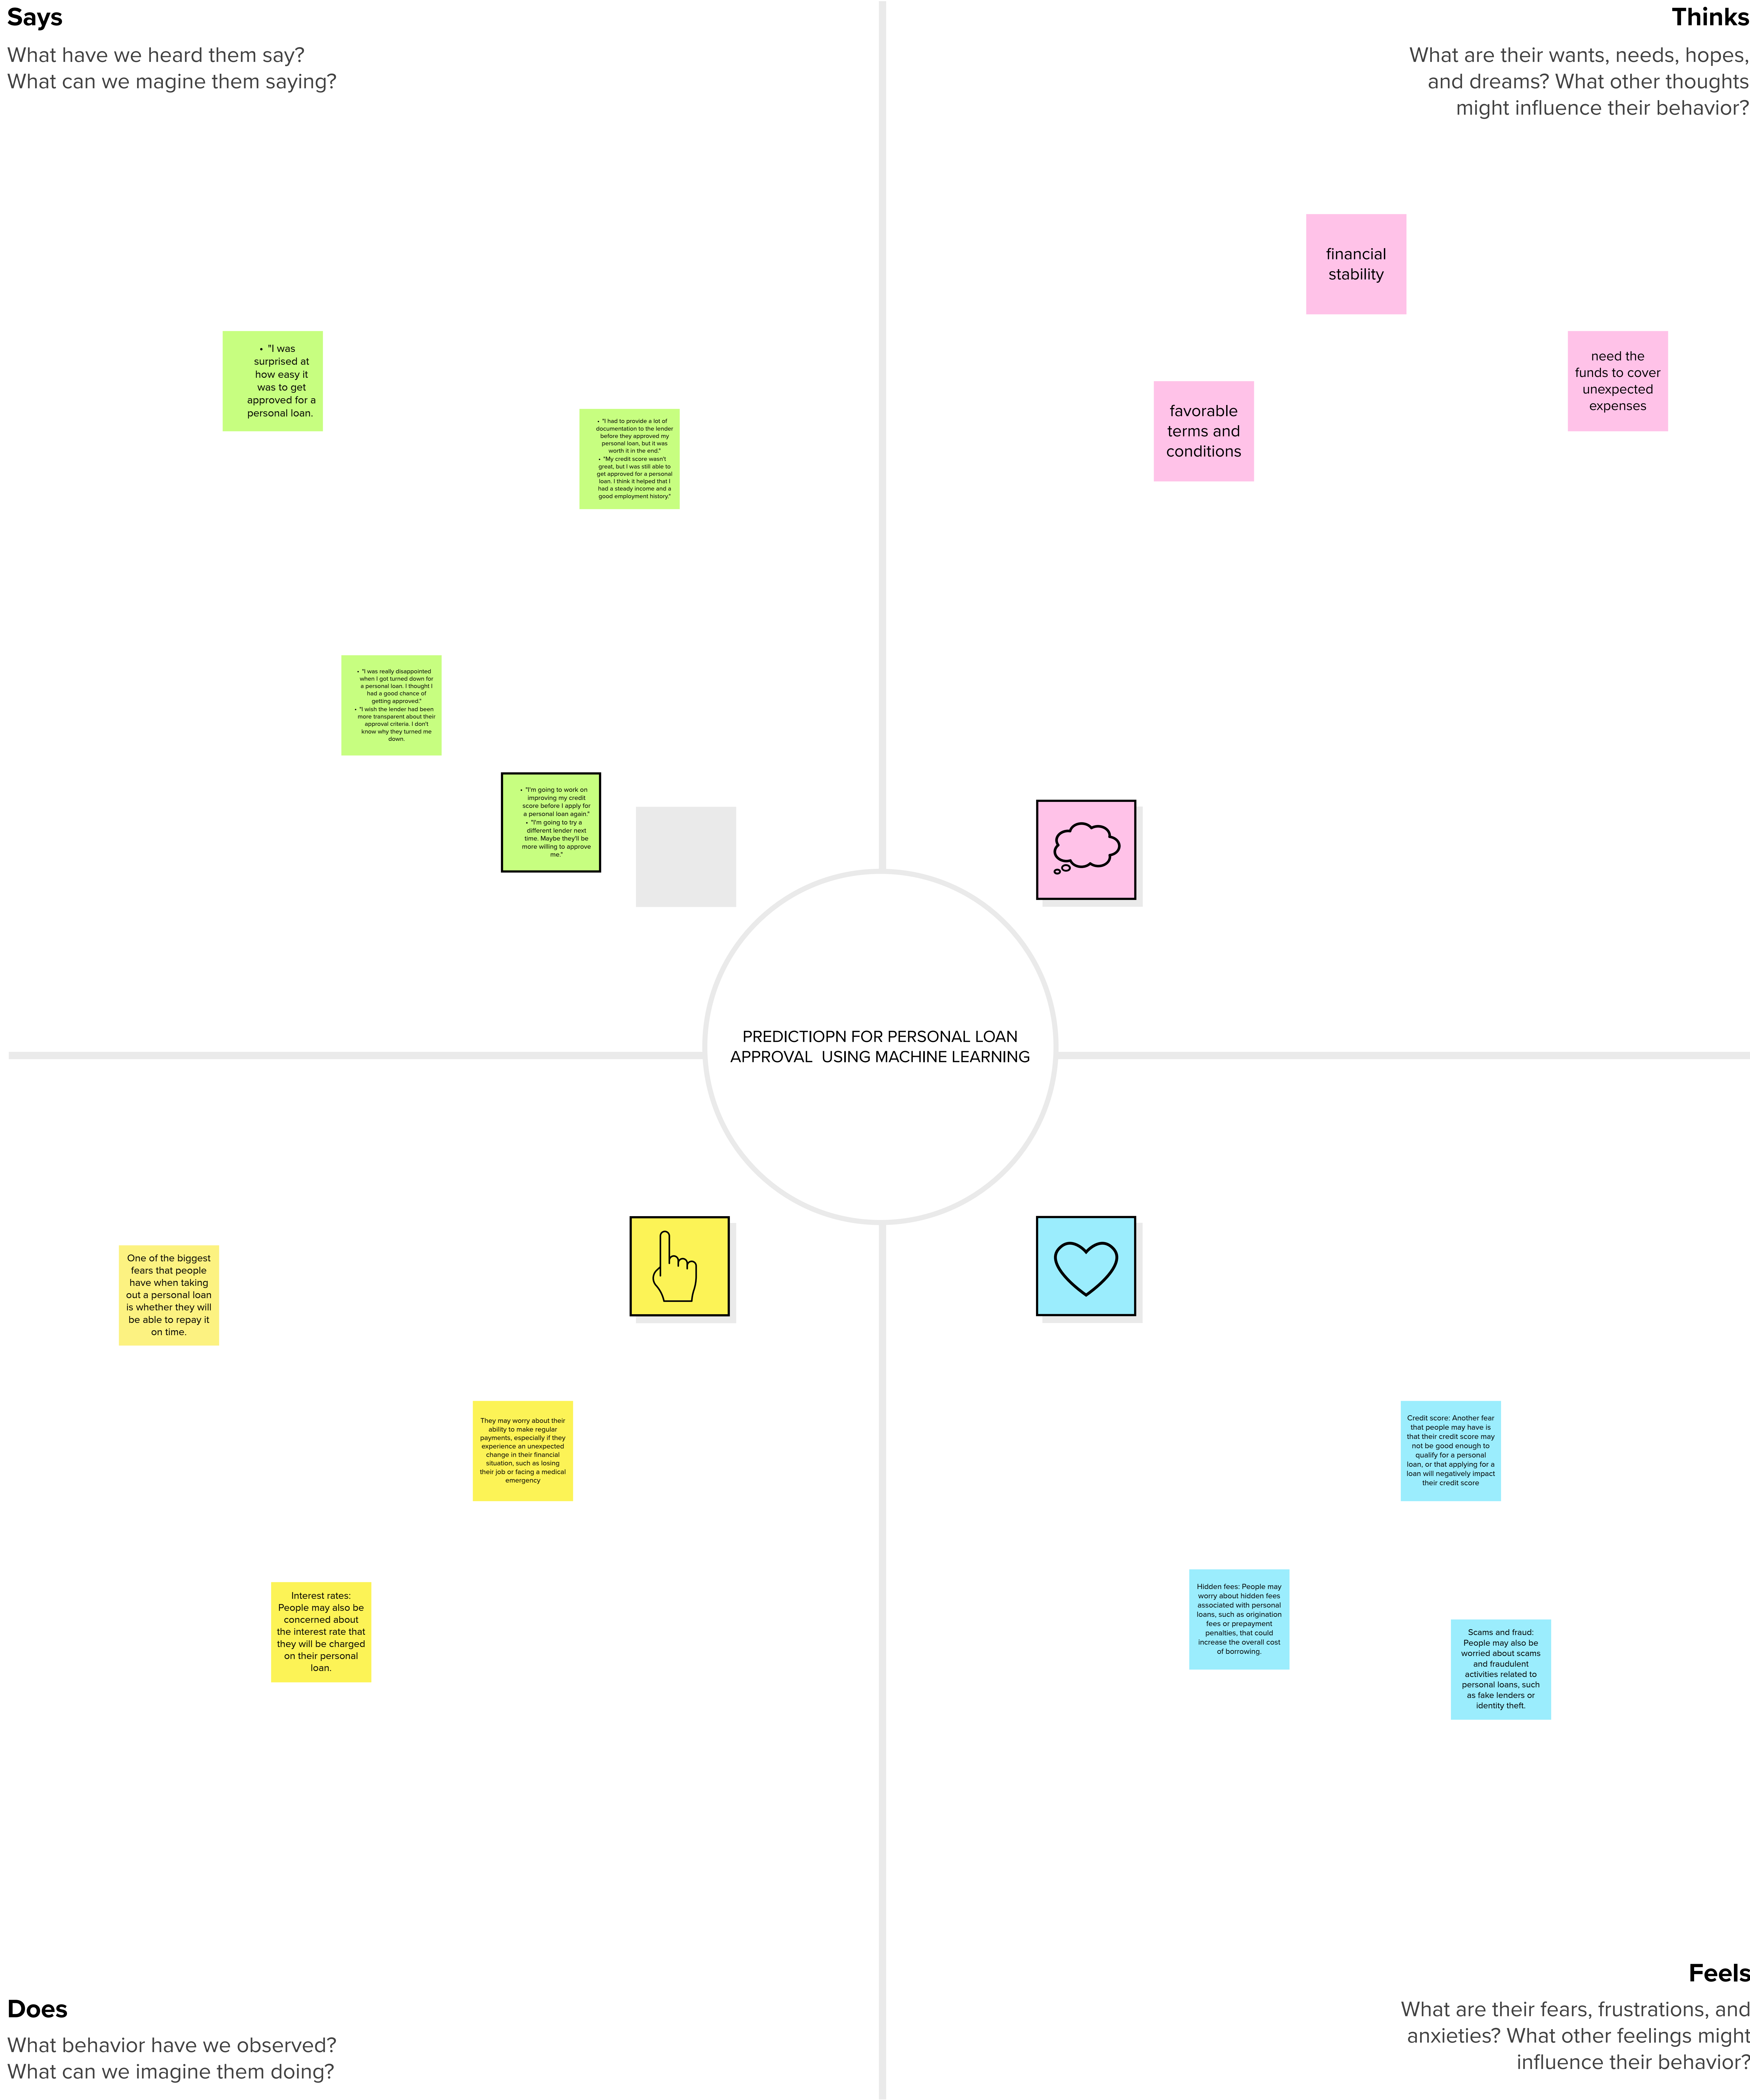 Says
What have we heard them say?
What can we magine them saying?
Thinks
What are their wants, needs, hopes,
and dreams? What other thoughts
might influence their behavior?
financial
stability
need the
funds to cover
unexpected
expenses
favorable
terms and
conditions
• "I was
surprised at
how easy it
was to get
approved for a
personal loan.
• "I had to provide a lot of
documentation to the lender
before they approved my
personal loan, but it was
worth it in the end."
• "My credit score wasn't
great, but I was still able to
get approved for a personal
loan. I think it helped that I
had a steady income and a
good employment history."
• "I was really disappointed
when I got turned down for
a personal loan. I thought I
had a good chance of
getting approved."
• "I wish the lender had been
more transparent about their
approval criteria. I don't
know why they turned me
down.
• "I'm going to work on
improving my credit
score before I apply for
a personal loan again."
• "I'm going to try a
different lender next
time. Maybe they'll be
more willing to approve
me."
PREDICTIOPN FOR PERSONAL LOAN
APPROVAL  USING MACHINE LEARNING
One of the biggest
fears that people
have when taking
out a personal loan
is whether they will
be able to repay it
on time.
They may worry about their
ability to make regular
payments, especially if they
experience an unexpected
change in their financial
situation, such as losing
their job or facing a medical
emergency
Interest rates:
People may also be
concerned about
the interest rate that
they will be charged
on their personal
loan.
Credit score: Another fear
that people may have is
that their credit score may
not be good enough to
qualify for a personal
loan, or that applying for a
loan will negatively impact
their credit score
Hidden fees: People may
worry about hidden fees
associated with personal
loans, such as origination
fees or prepayment
penalties, that could
increase the overall cost
of borrowing.
Scams and fraud:
People may also be
worried about scams
and fraudulent
activities related to
personal loans, such
as fake lenders or
identity theft.
Does
What behavior have we observed?
What can we imagine them doing?
Feels
What are their fears, frustrations, and
anxieties? What other feelings might
influence their behavior?